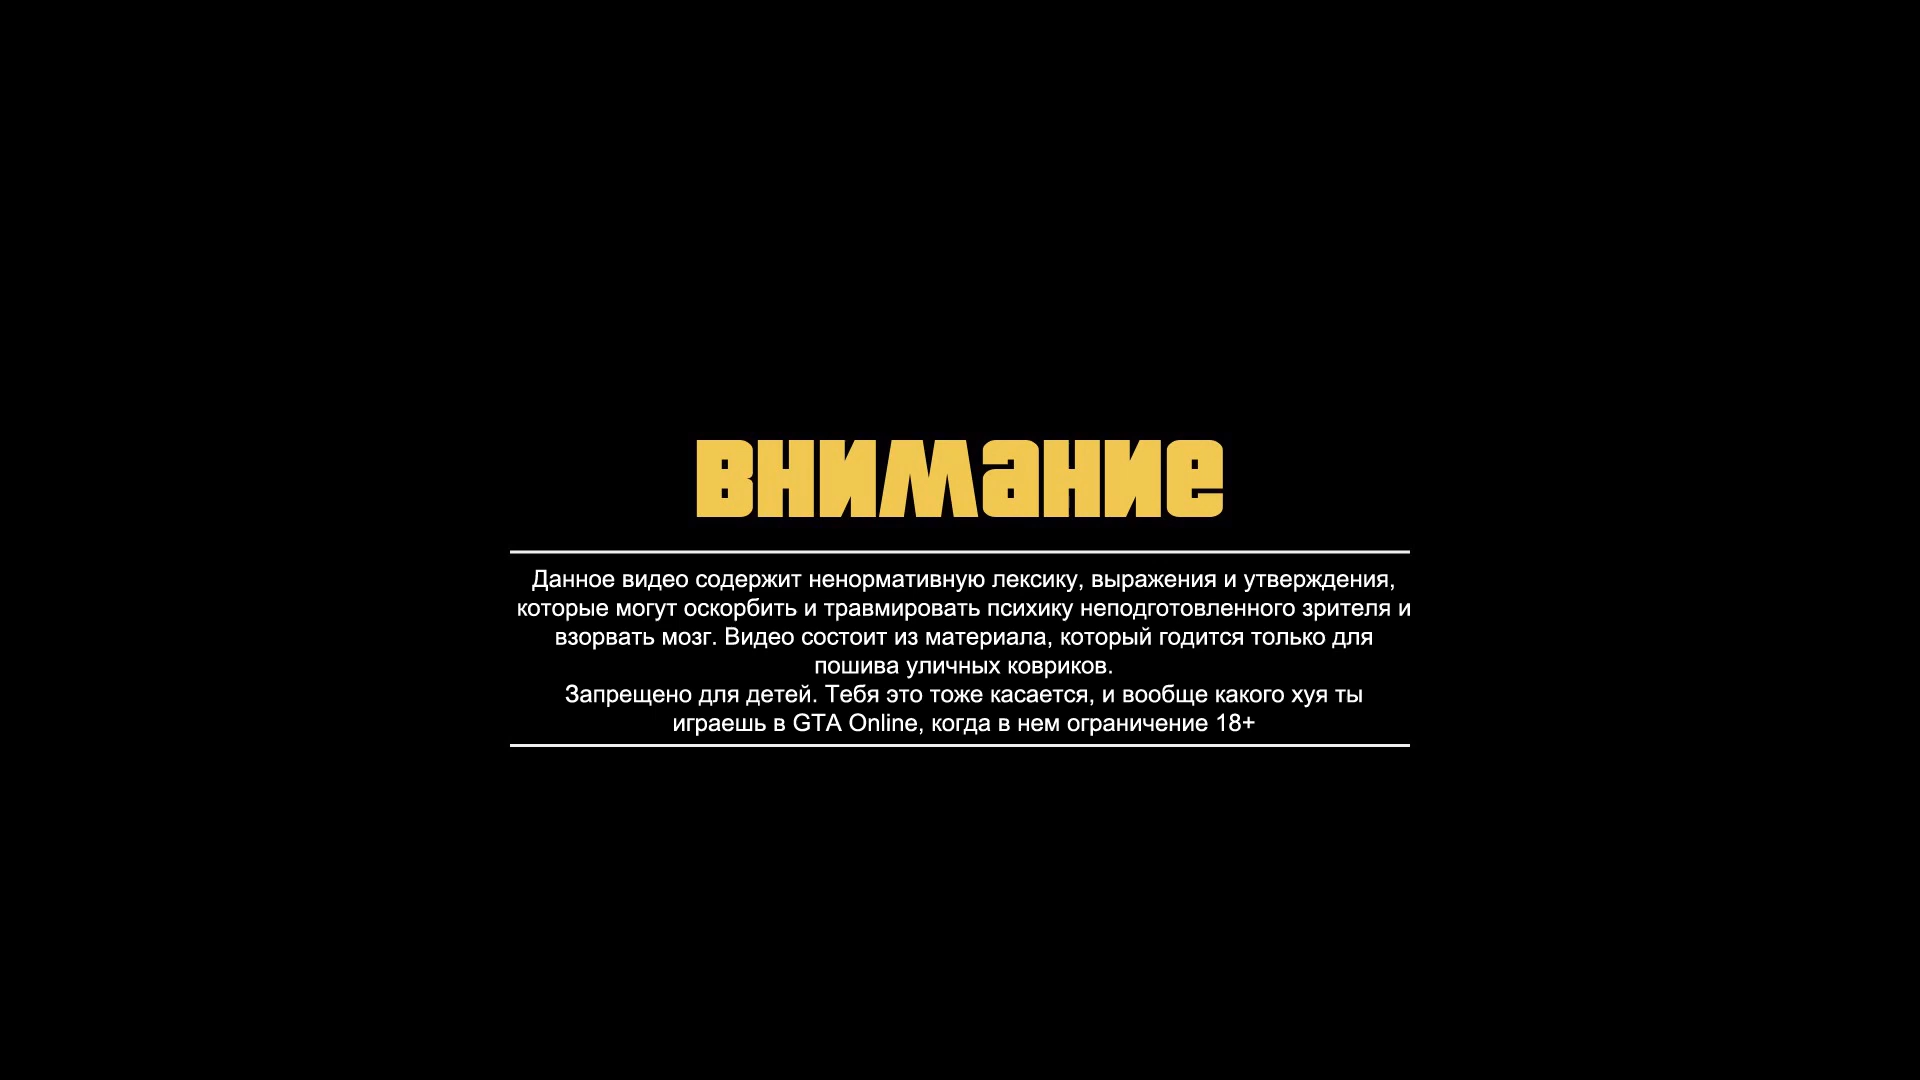 внимание
Данное видео содержит ненормативную лексику, выражения и утверждения,
которые могут оскорбить и травмировать психику неподготовленного зрителя и
взорвать мозг. Видео состоит из материала, который годится только для
пошива уличных ковриков.
Запрещено для детей. Тебя это тоже касается, и вообще какого хуя ты
играешь в GTA Online, когда в нем ограничение 18+